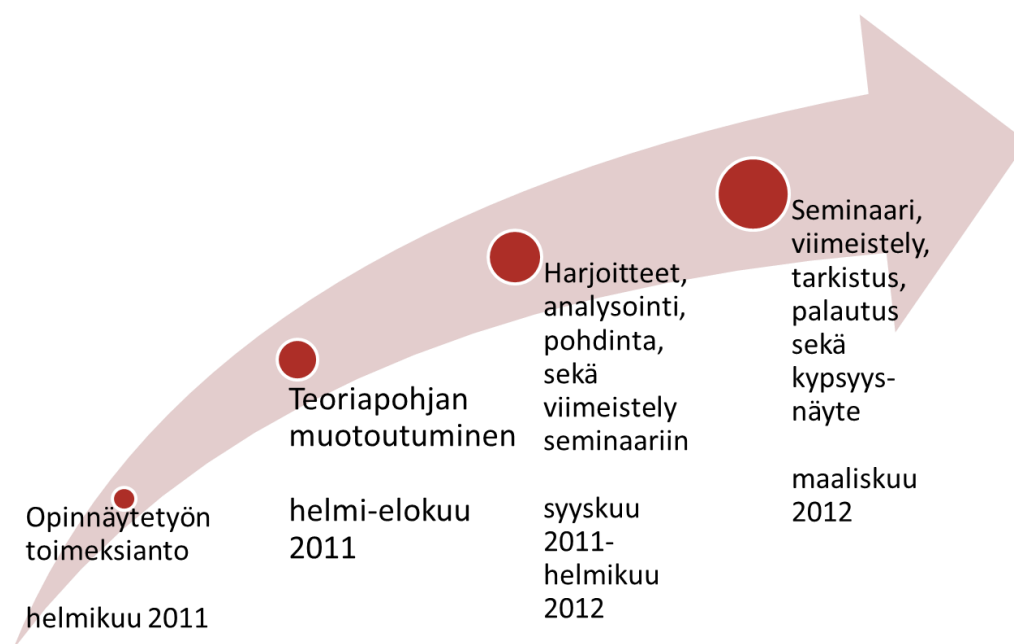 Opinnäytetyön
toimeksianto
helmikuu 2011
Teoriapohjan
muotoutuminen
helmi-elokuu
2011
Harjoitteet,
analysointi,
pohdinta,
sekä
viimeistely
seminaariin
syyskuu
2011-
helmikuu
2012
Seminaari,
viimeistely,
tarkistus,
palautus
sekä
kypsyys-
näyte
maaliskuu
2012